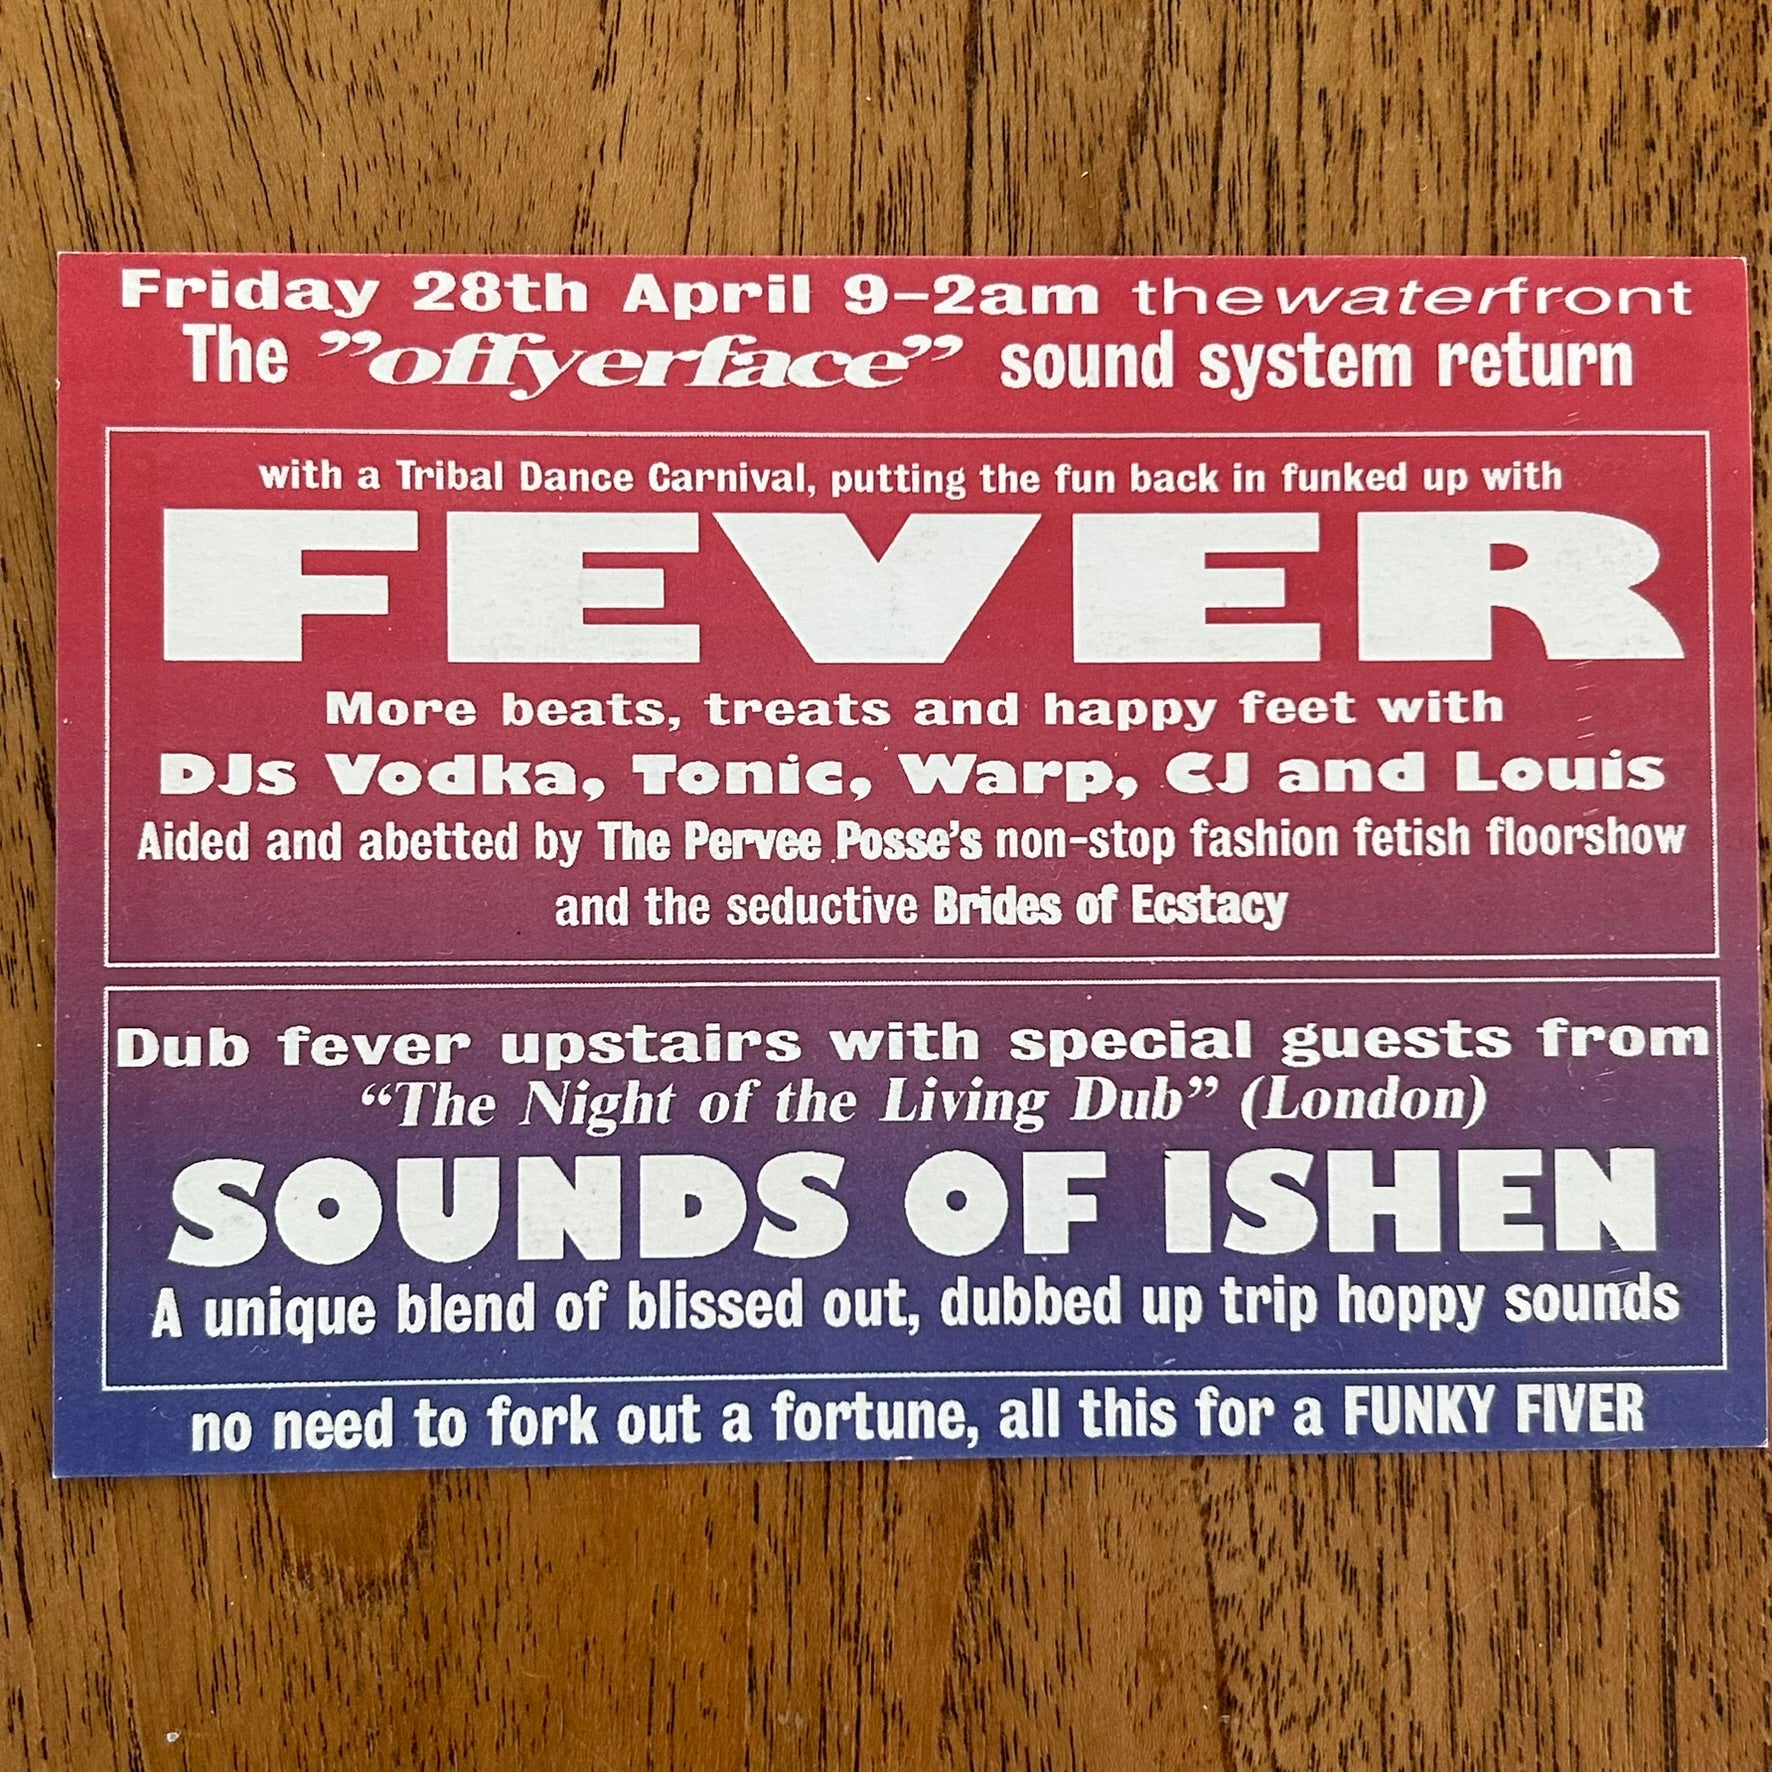 Friday 28th April 9–2am thewaterfront
The ”offyerface” sound system return
with a Tribal Dance Carnival, putting the fun back in funked up with
FEVER
More beats, treats and happy feet with
DJs Vodka, Tonic, Warp, CJ and Louis
Aided and abetted by The Pervee Posse’s non-stop fashion fetish floorshow
and the seductive Brides of Ecstacy
Dub fever upstairs with special guests from
“The Night of the Living Dub” (London)
SOUNDS OF ISHEN
A unique blend of blissed out, dubbed up trip hoppy sounds
no need to fork out a fortune, all this for a FUNKY FIVER